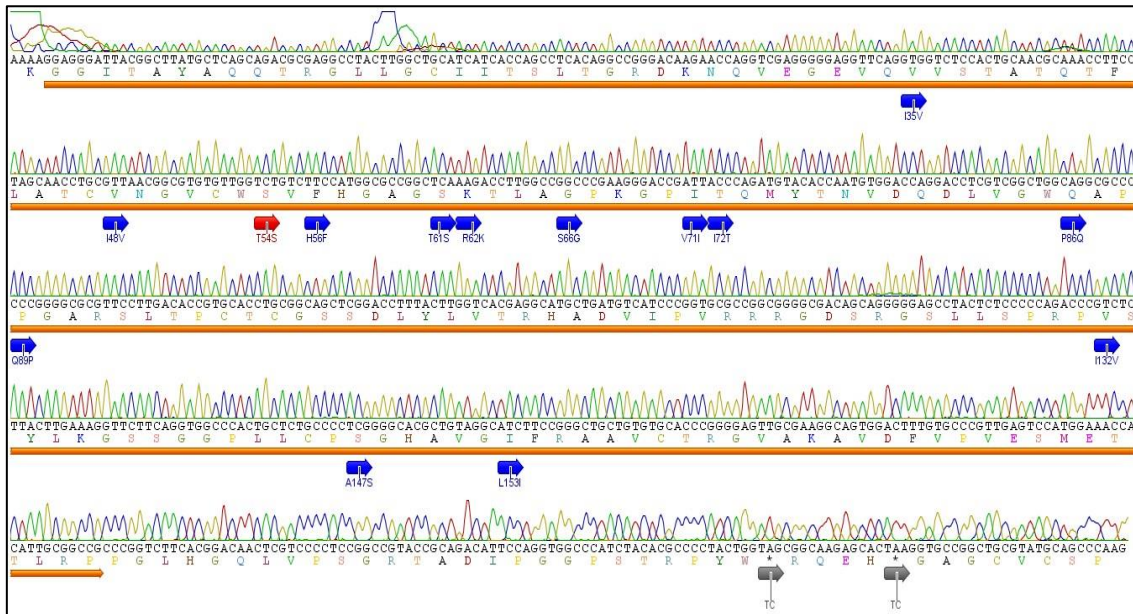 AAAAGGAGGGATTACGGCTTATGCTCAGCAGACGCGAGGCCTACTTGGCTGCATCATCACCAGCCTCACAGGCCGGGACAAGAACCAGGTCGAGGGGGAGGTTCAGGTGGTCTCCACTGCAACGCAAACCTTCC
K G G I T A Y A Q Q T R G L L G C I I T S L T G R D K N Q V E G E V Q V V S T A T Q T F
I35V
TAGCAACCTGCGTTAACGGCGTGTGTTGGTCTGTCTTCCATGGCGCCGGCTCAAAGACCTTGGCCGGCCCGAAGGGACCGATTACCCAGATGTACACCAATGTGGACCAGGACCTCGTCGGCTGGCAGGCGCCC
L A T C V N G V C W S V F H G A G S K T L A G P K G P I T Q M Y T N V D Q D L V G W Q A P
I48V T54S H56F T61S R62K S66G V71I I72T P86Q
CCCGGGGCGCGTTCCTTGACACCGTGCACCTGCGGCAGCTCGGACCTTTACTTGGTCACGAGGCATGCTGATGTCATCCCGGTGCGCCGGCGGGGCGACAGCAGGGGGAGCCTACTCTCCCCCAGACCCGTCTC
P G A R S L T P C T C G S S D L Y L V T R H A D V I P V R R R G D S R G S L L S P R P V S
Q89P I132V
TTACTTGAAAGGTTCTTCAGGTGGCCCACTGCTCTGCCCCTCGGGGCACGCTGTAGGCATCTTCCGGGCTGCTGTGTGCACCCGGGGAGTTGCGAAGGCAGTGGACTTTGTGCCCGTTGAGTCCATGGAAACCA
Y L K G S S G G P L L C P S G H A V G I F R A A V C T R G V A K A V D F V P V E S M E T
A147S L153I
CATTGCGGCCGCCCGGTCTTCACGGACAACTCGTCCCCTCCGGCCGTACCGCAGACATTCCAGGTGGCCCATCTACACGCCCCTACTGGTAGCGGCAAGAGCACTAAGGTGCCGGCTGCGTATGCAGCCCAAG
T L R P P G L H G Q L V P S G R T A D I P G G P S T R P Y W * R Q E H * G A G C V C S P
TC TC